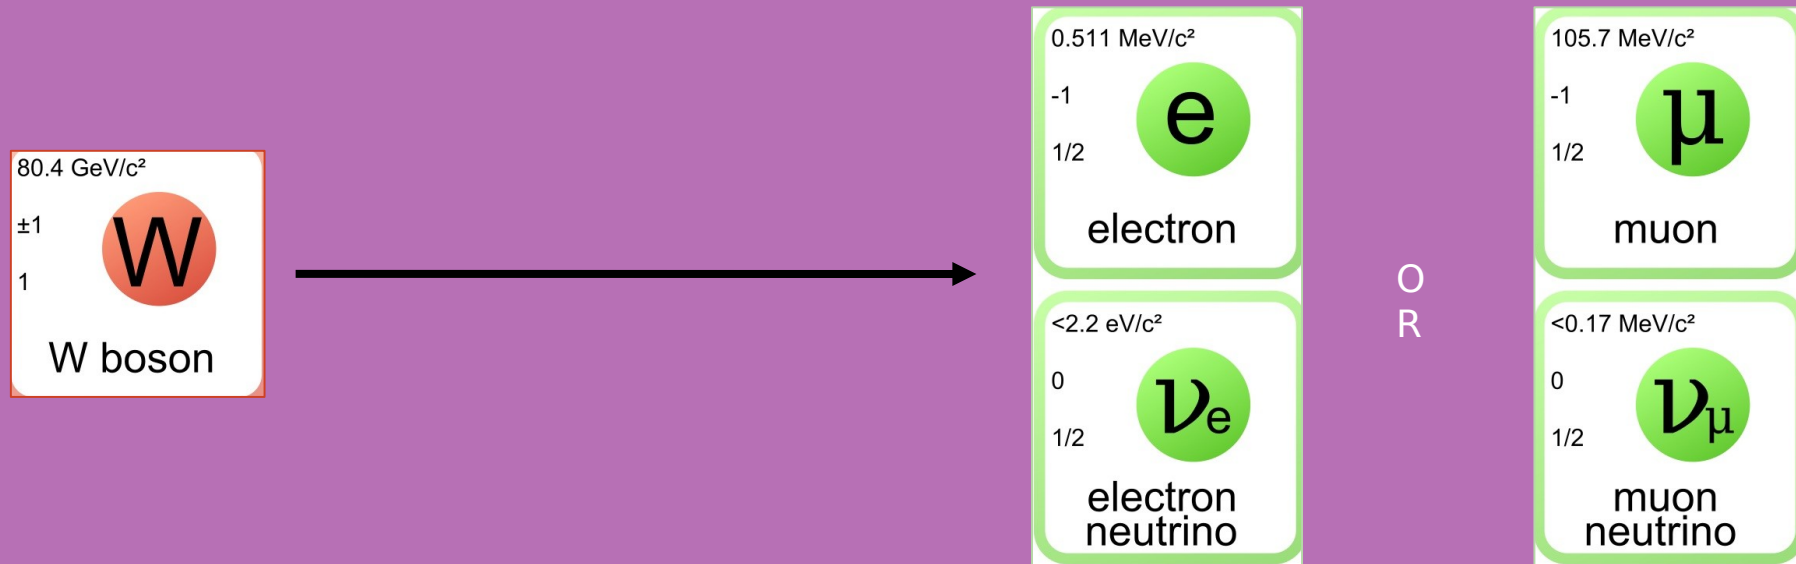 80.4 GeV/c²
±1
1
W
W boson
0.511 MeV/c²
-1
1/2
e
electron
<2.2 eV/c²
0
1/2
νe
electron
neutrino
O
R
105.7 MeV/c²
-1
1/2
μ
muon
<0.17 MeV/c²
0
1/2
νμ
muon
neutrino